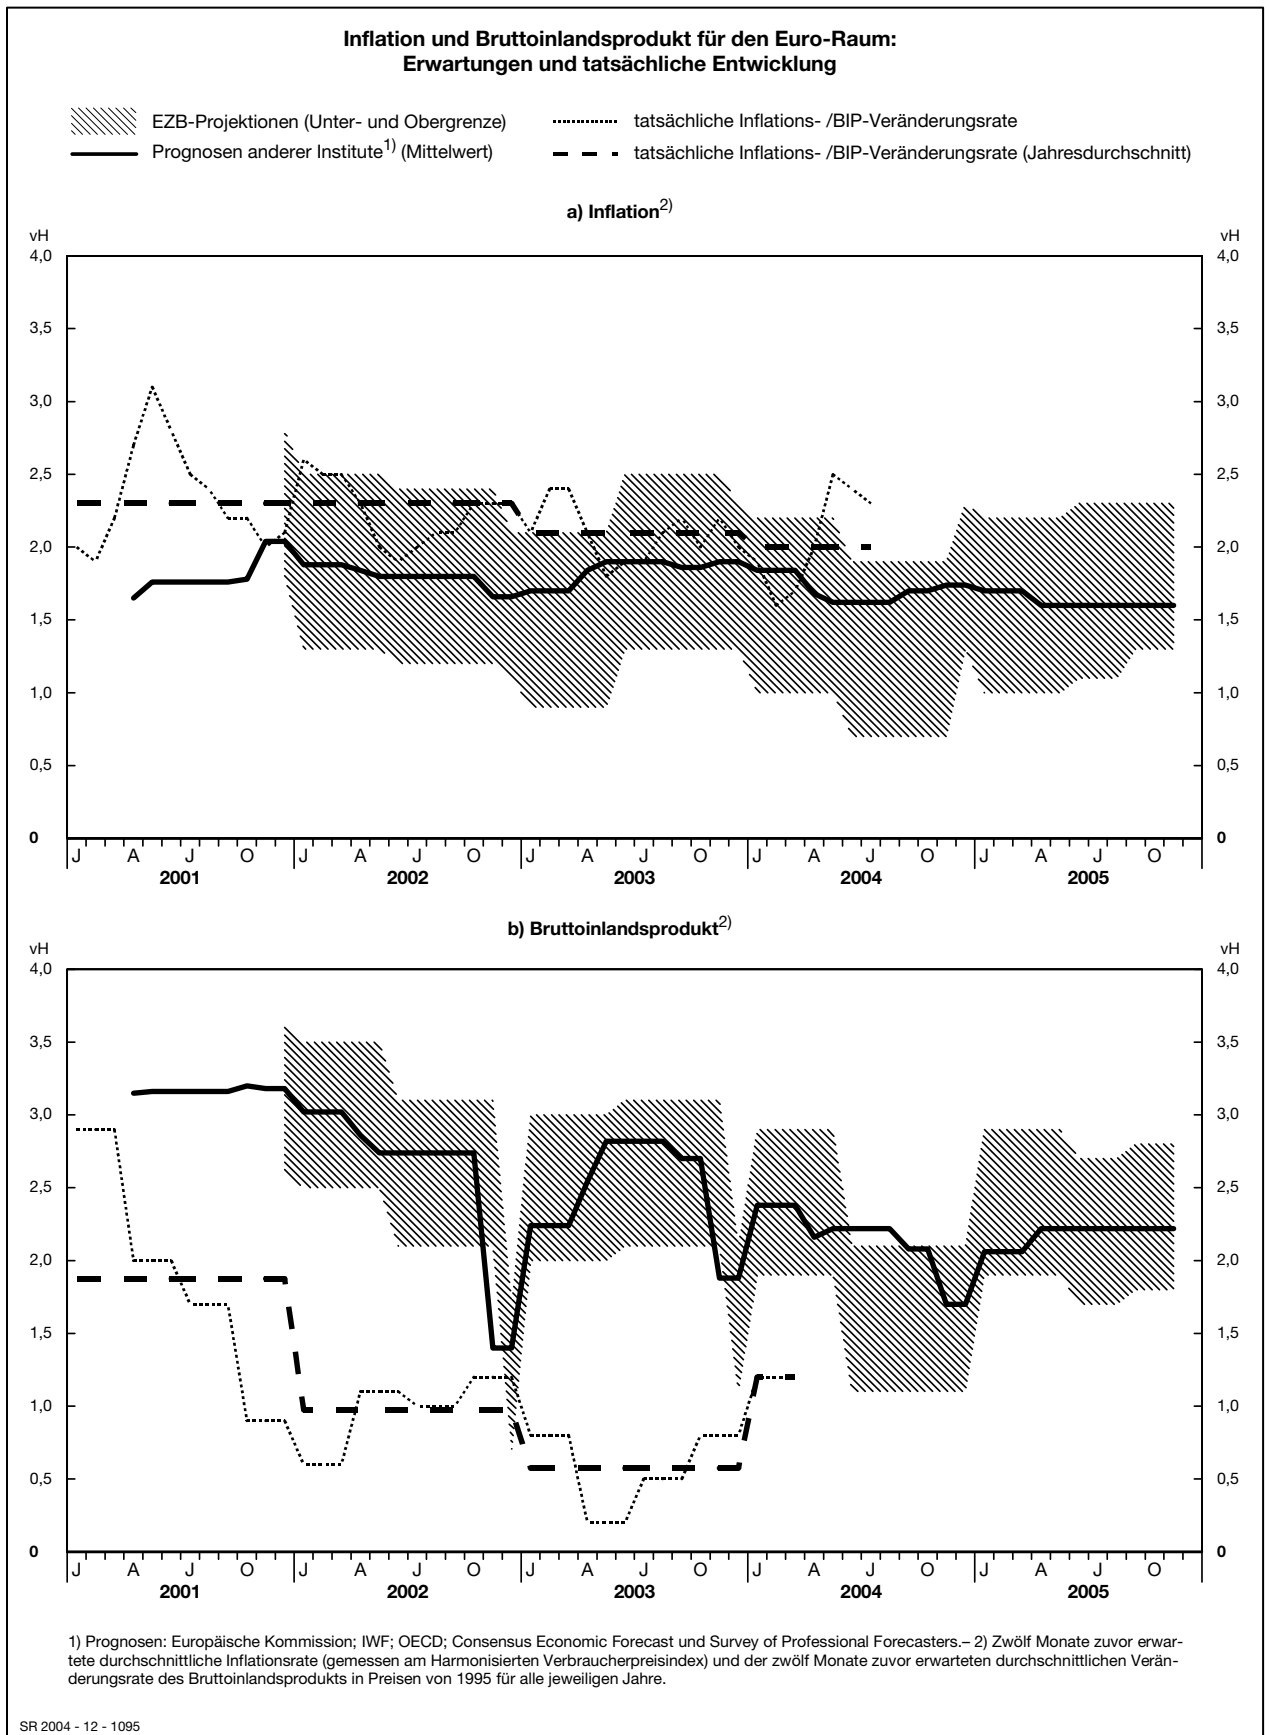 Inflation und Bruttoinlandsprodukt für den Euro-Raum:
Erwartungen und tatsächliche Entwicklung
EZB-Projektionen (Unter- und Obergrenze)
tatsächliche Inflations- /BIP-Veränderungsrate
Prognosen anderer Institute1) (Mittelwert)
tatsächliche Inflations- /BIP-Veränderungsrate (Jahresdurchschnitt)
a) Inflation2)
vH vH
4,0 4,0
3,5 3,5
3,0 3,0
2,5 2,5
2,0 2,0
1,5 1,5
1,0 1,0
0,5 0,5
0 0
J A J O J A J O J A J O J A J O J A J O
2001 2002 2003 2004 2005
b) Bruttoinlandsprodukt2)
vH vH
4,0 4,0
3,5 3,5
3,0 3,0
2,5 2,5
2,0 2,0
1,5 1,5
1,0 1,0
0,5 0,5
0 0
J A J O J A J O J A J O J A J O J A J O
2001 2002 2003 2004 2005
1) Prognosen: Europäische Kommission; IWF; OECD; Consensus Economic Forecast und Survey of Professional Forecasters.– 2) Zwölf Monate zuvor erwar-
tete durchschnittliche Inflationsrate (gemessen am Harmonisierten Verbraucherpreisindex) und der zwölf Monate zuvor erwarteten durchschnittlichen Verän-
derungsrate des Bruttoinlandsprodukts in Preisen von 1995 für alle jeweiligen Jahre.
SR 2004 - 12 - 1095